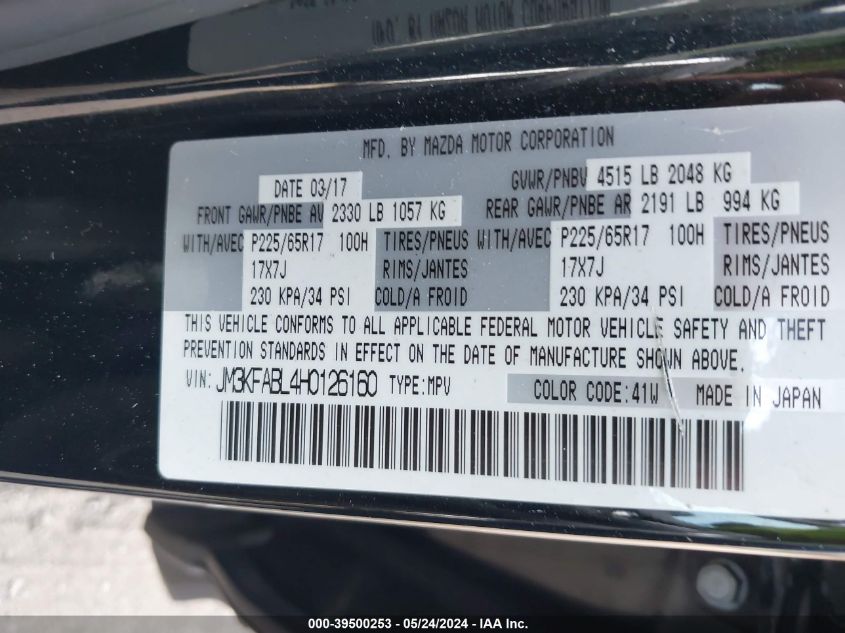 MFD. BY MAZDA MOTOR CORPORATION
DATE 03/17 GVWR/PNBV 4515 LB 2048 KG
FRONT GAWR/PNBE AV 2330 LB 1057 KG REAR GAWR/PNBE AR 2191 LB 994 KG
WITH/AVEC P225/65R17 100H TIRES/PNEUS WITH/AVEC P225/65R17 100H TIRES/PNEUS
17X7J RIMS/JANTES 17X7J RIMS/JANTES
230 KPA/34 PSI COLD/A FROID 230 KPA/34 PSI COLD/A FROID
THIS VEHICLE CONFORMS TO ALL APPLICABLE FEDERAL MOTOR VEHICLE SAFETY AND THEFT
PREVENTION STANDARDS IN EFFECT ON THE DATE OF MANUFACTURE SHOWN ABOVE.
VIN: JM3KFABL4H0126160 TYPE:MPV COLOR CODE:41W MADE IN JAPAN
000-39500253 - 05/24/2024 - IAA Inc.